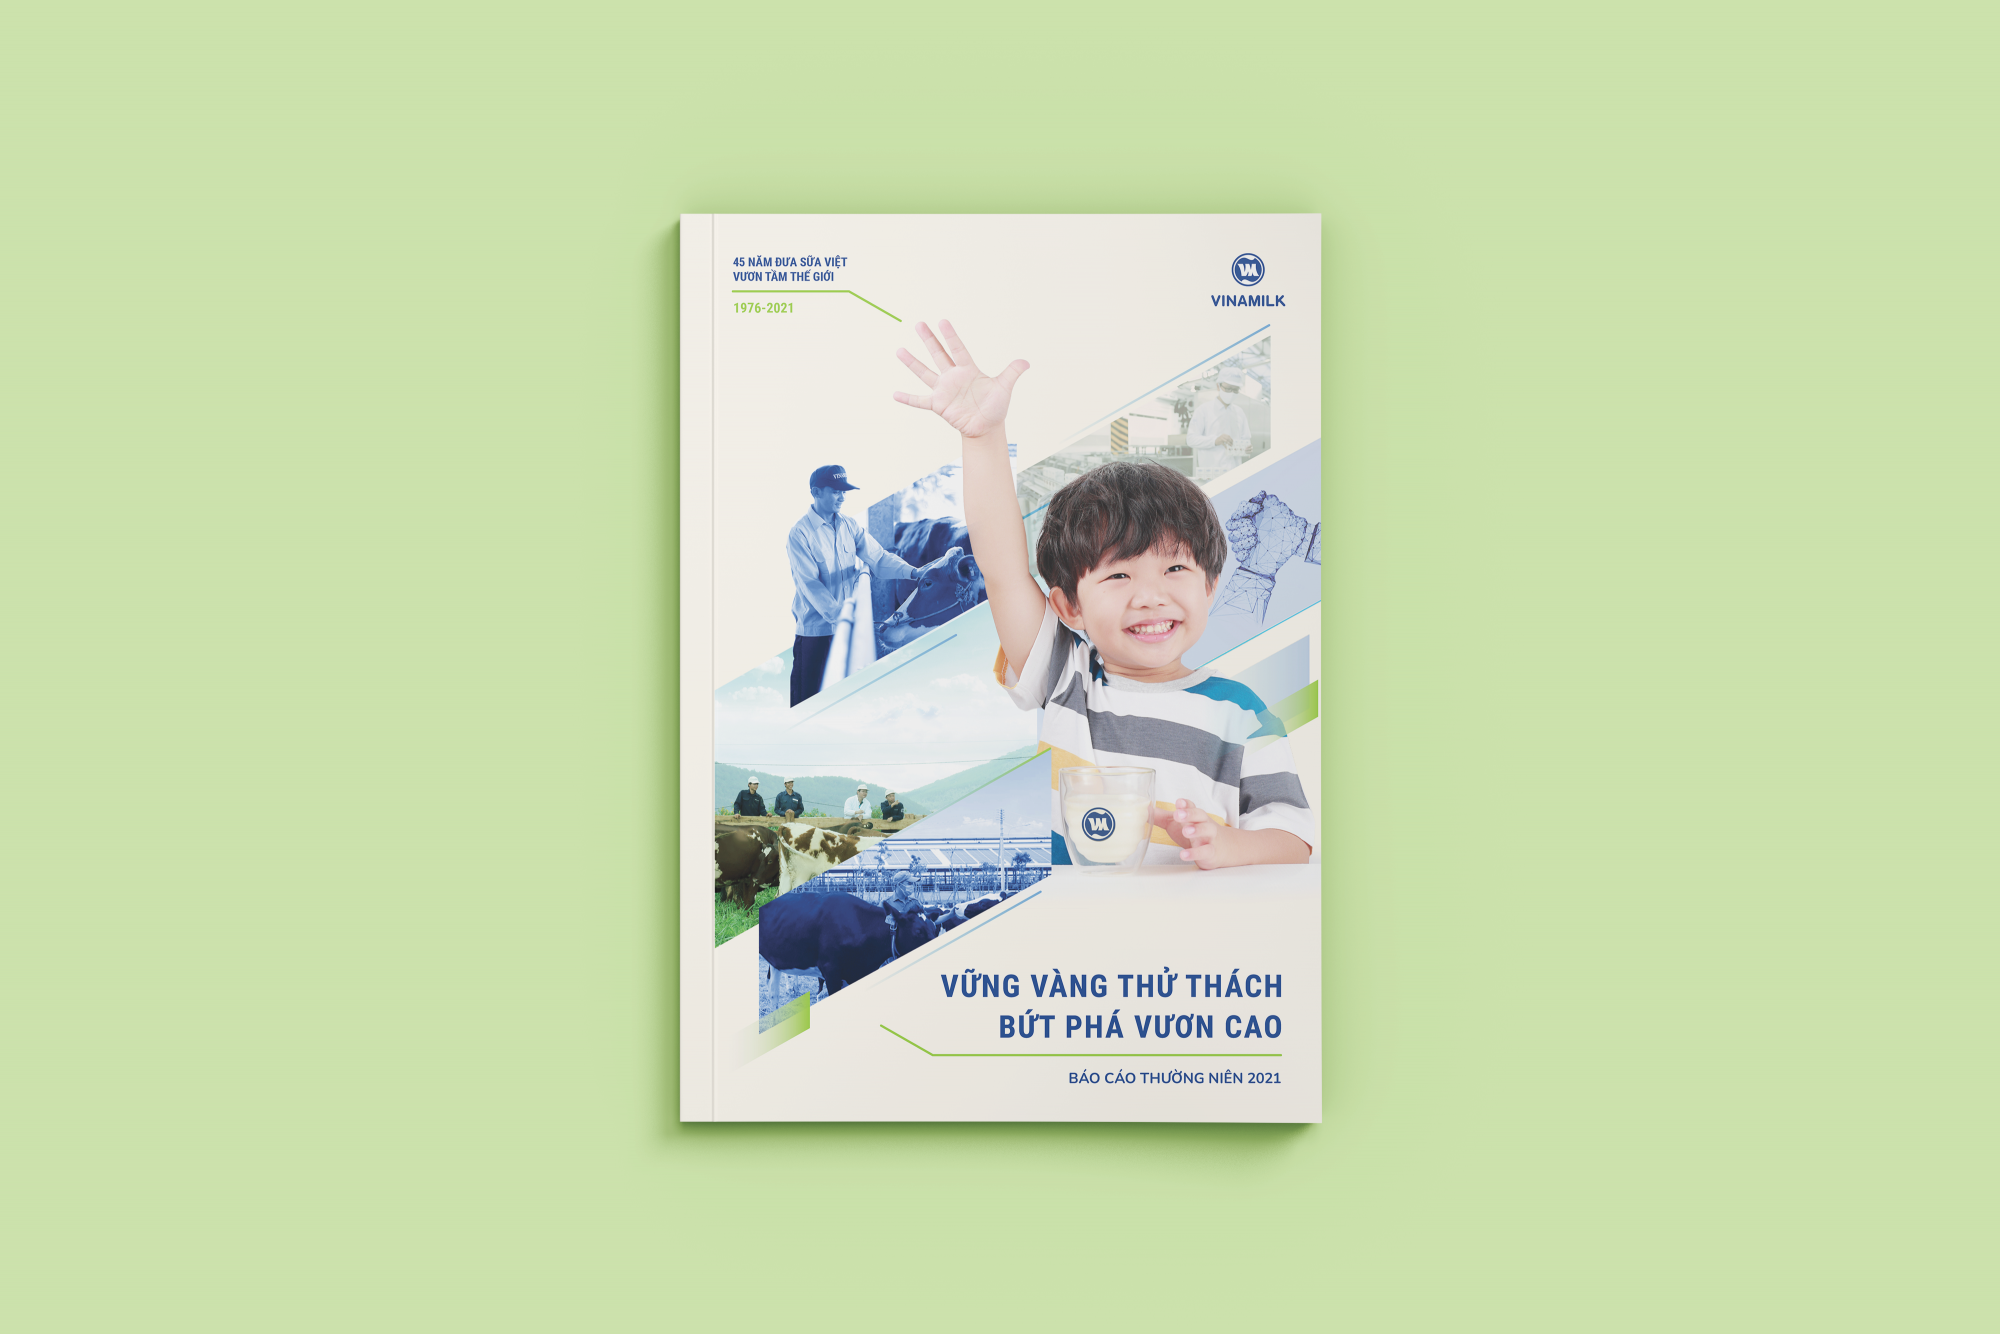 45 NĂM ĐƯA SỮA VIỆT
VƯƠN TẦM THẾ GIỚI
1976-2021
VINAMILK
VỮNG VÀNG THỬ THÁCH
BỨT PHÁ VƯƠN CAO
BÁO CÁO THƯỜNG NIÊN 2021